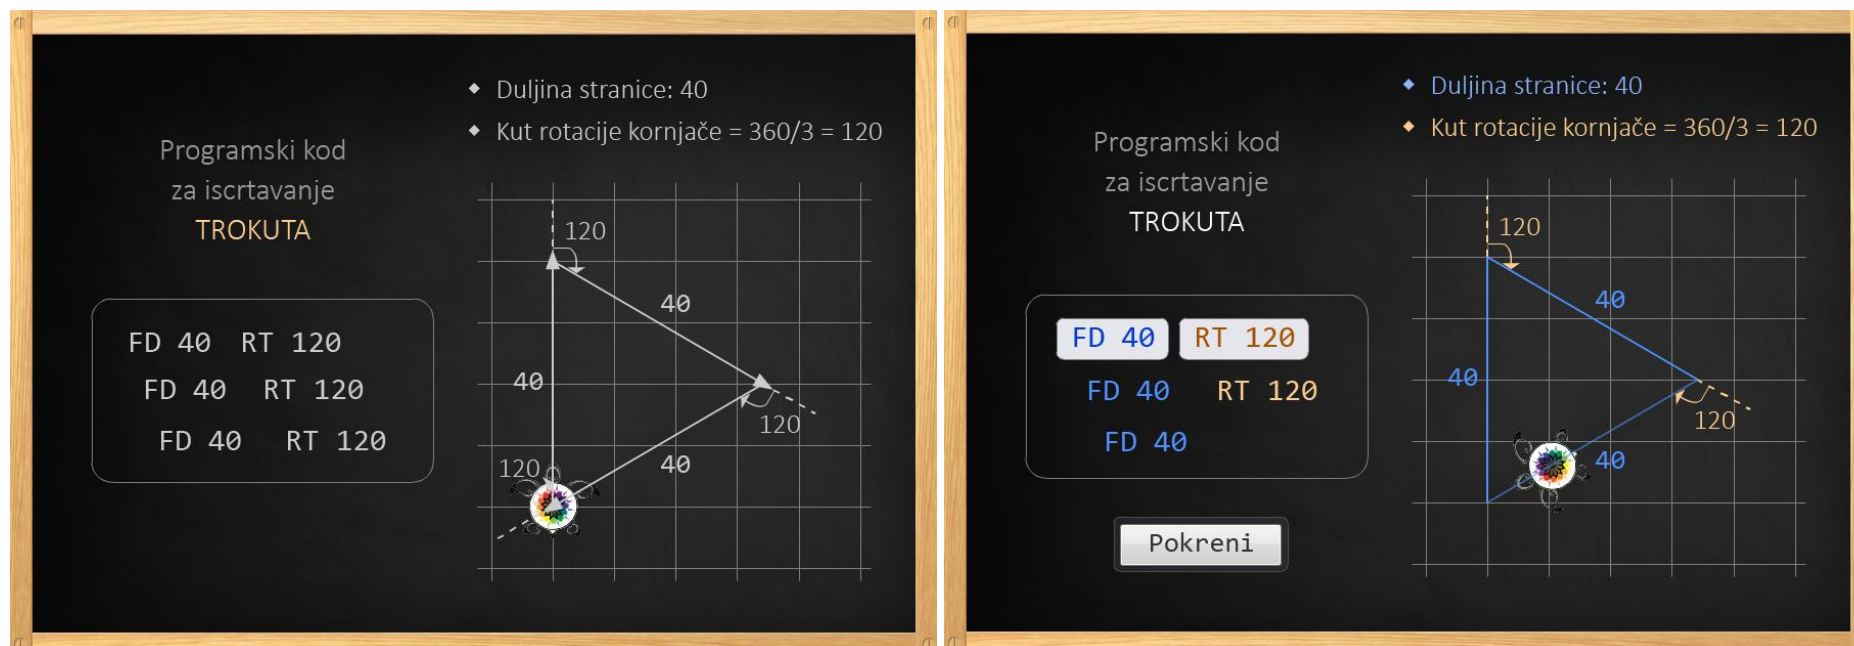 Duljina stranice: 40
Kut rotacije kornjače = 360/3 = 120
Programski kod
za iscrtavanje
TROKUTA
120
40
FD 40 RT 120
FD 40 RT 120
FD 40 RT 120
40
120
40
120
Duljina stranice: 40
Kut rotacije kornjače = 360/3 = 120
Programski kod
za iscrtavanje
TROKUTA
120
40
FD 40 RT 120
FD 40 RT 120
FD 40
40
120
40
Pokreni